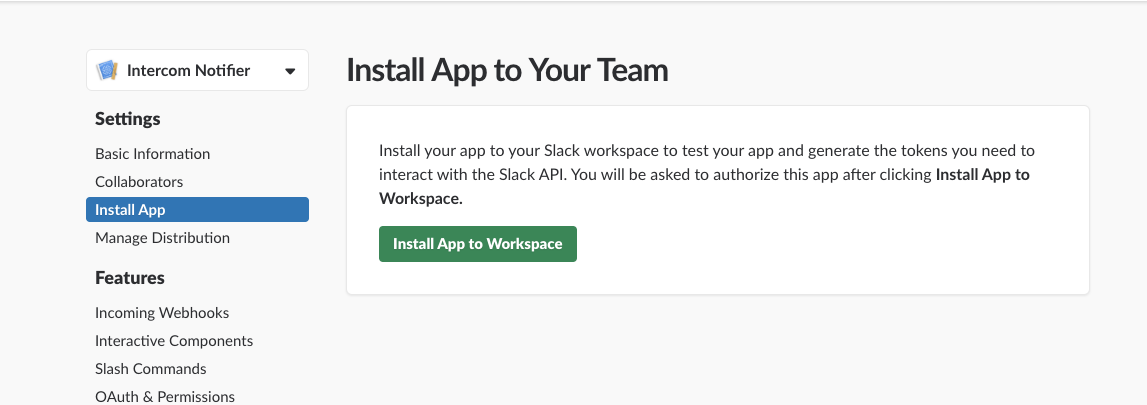 Intercom Notifier
Settings
Basic Information
Collaborators
Install App
Manage Distribution
Features
Incoming Webhooks
Interactive Components
Slash Commands
OAuth & Permissions
Install App to Your Team
Install your app to your Slack workspace to test your app and generate the tokens you need to
interact with the Slack API. You will be asked to authorize this app after clicking Install App to
Workspace.
Install App to Workspace